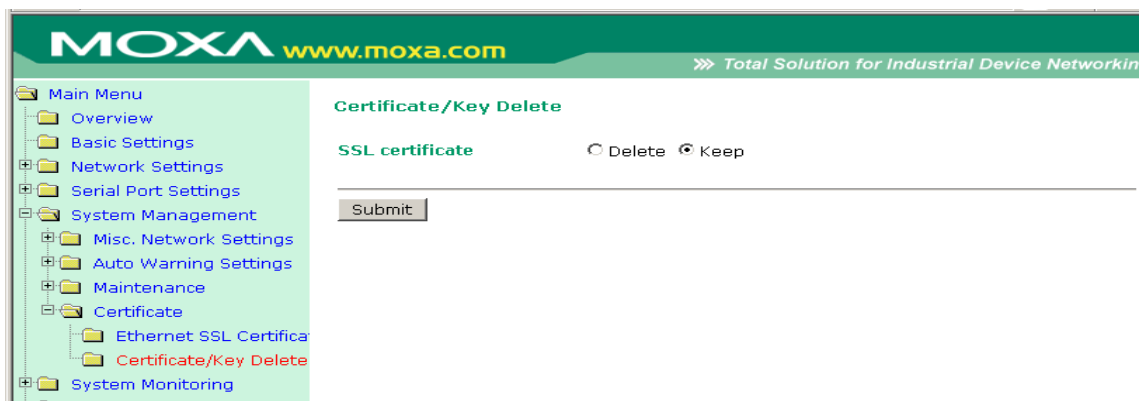 MOXA www.moxa.com
Total Solution for Industrial Device Networkin
Main Menu
Overview
Basic Settings
Network Settings
Serial Port Settings
System Management
Misc. Network Settings
Auto Warning Settings
Maintenance
Certificate
Ethernet SSL Certifica
Certificate/Key Delete
System Monitoring
Certificate/Key Delete
SSL certificate Delete Keep
Submit